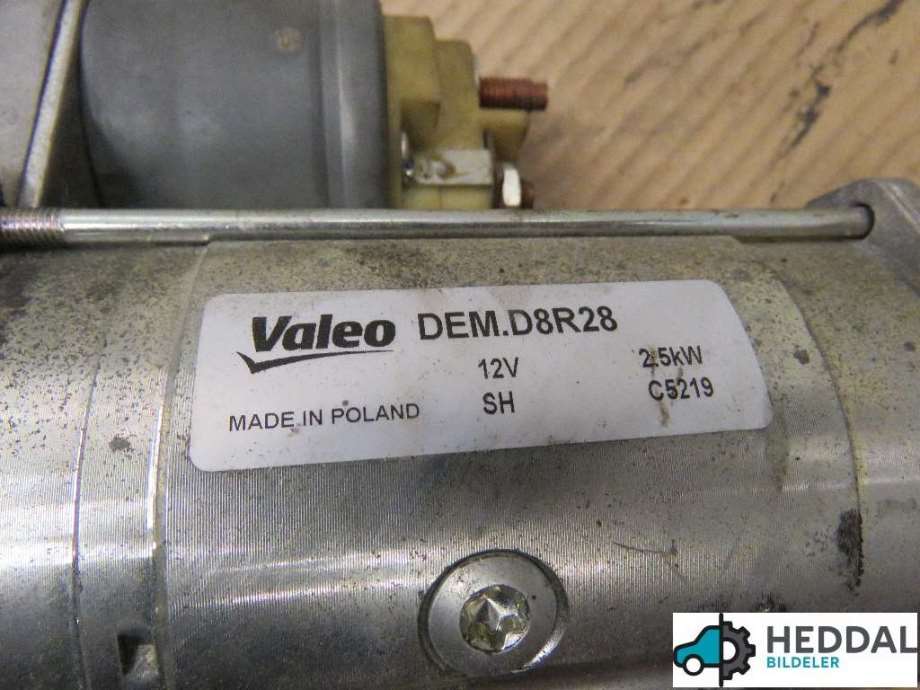 Valeo DEM.D8R28
12V 2.5kW
MADE IN POLAND SH C5219
HEDDAL
BILDELER